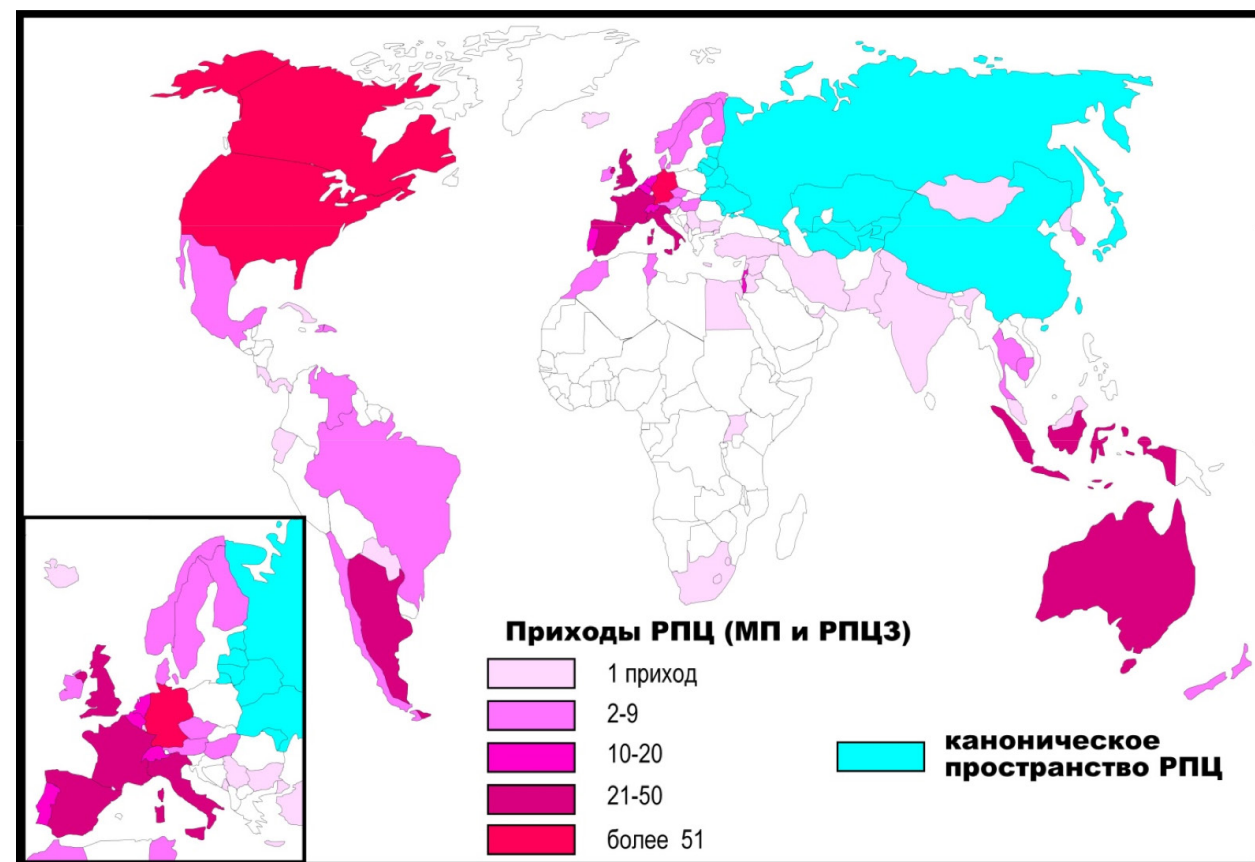 Приходы РПЦ (МП и РПЦЗ)
1 приход
2-9
10-20
21-50
более 51
каноническое
пространство РПЦ